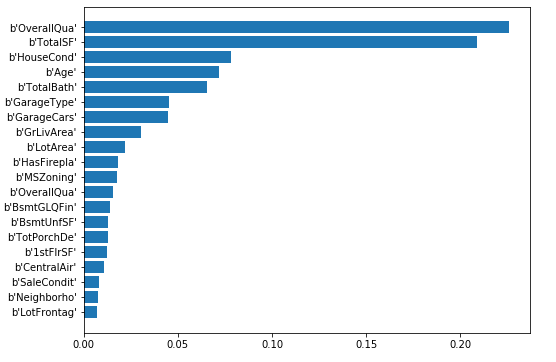 b'OverallQua'
b'TotalSF'
b'HouseCond'
b'Age'
b'TotalBath'
b'GarageType'
b'GarageCars'
b'GrLivArea'
b'LotArea'
b'HasFirepla'
b'MSZoning'
b'OverallQua'
b'BsmtGLQFin'
b'BsmtUnfSF'
b'TotPorchDe'
b'1stFlrSF'
b'CentralAir'
b'SaleCondit'
b'Neighborho'
b'LotFrontag'
0.00 0.05 0.10 0.15 0.20